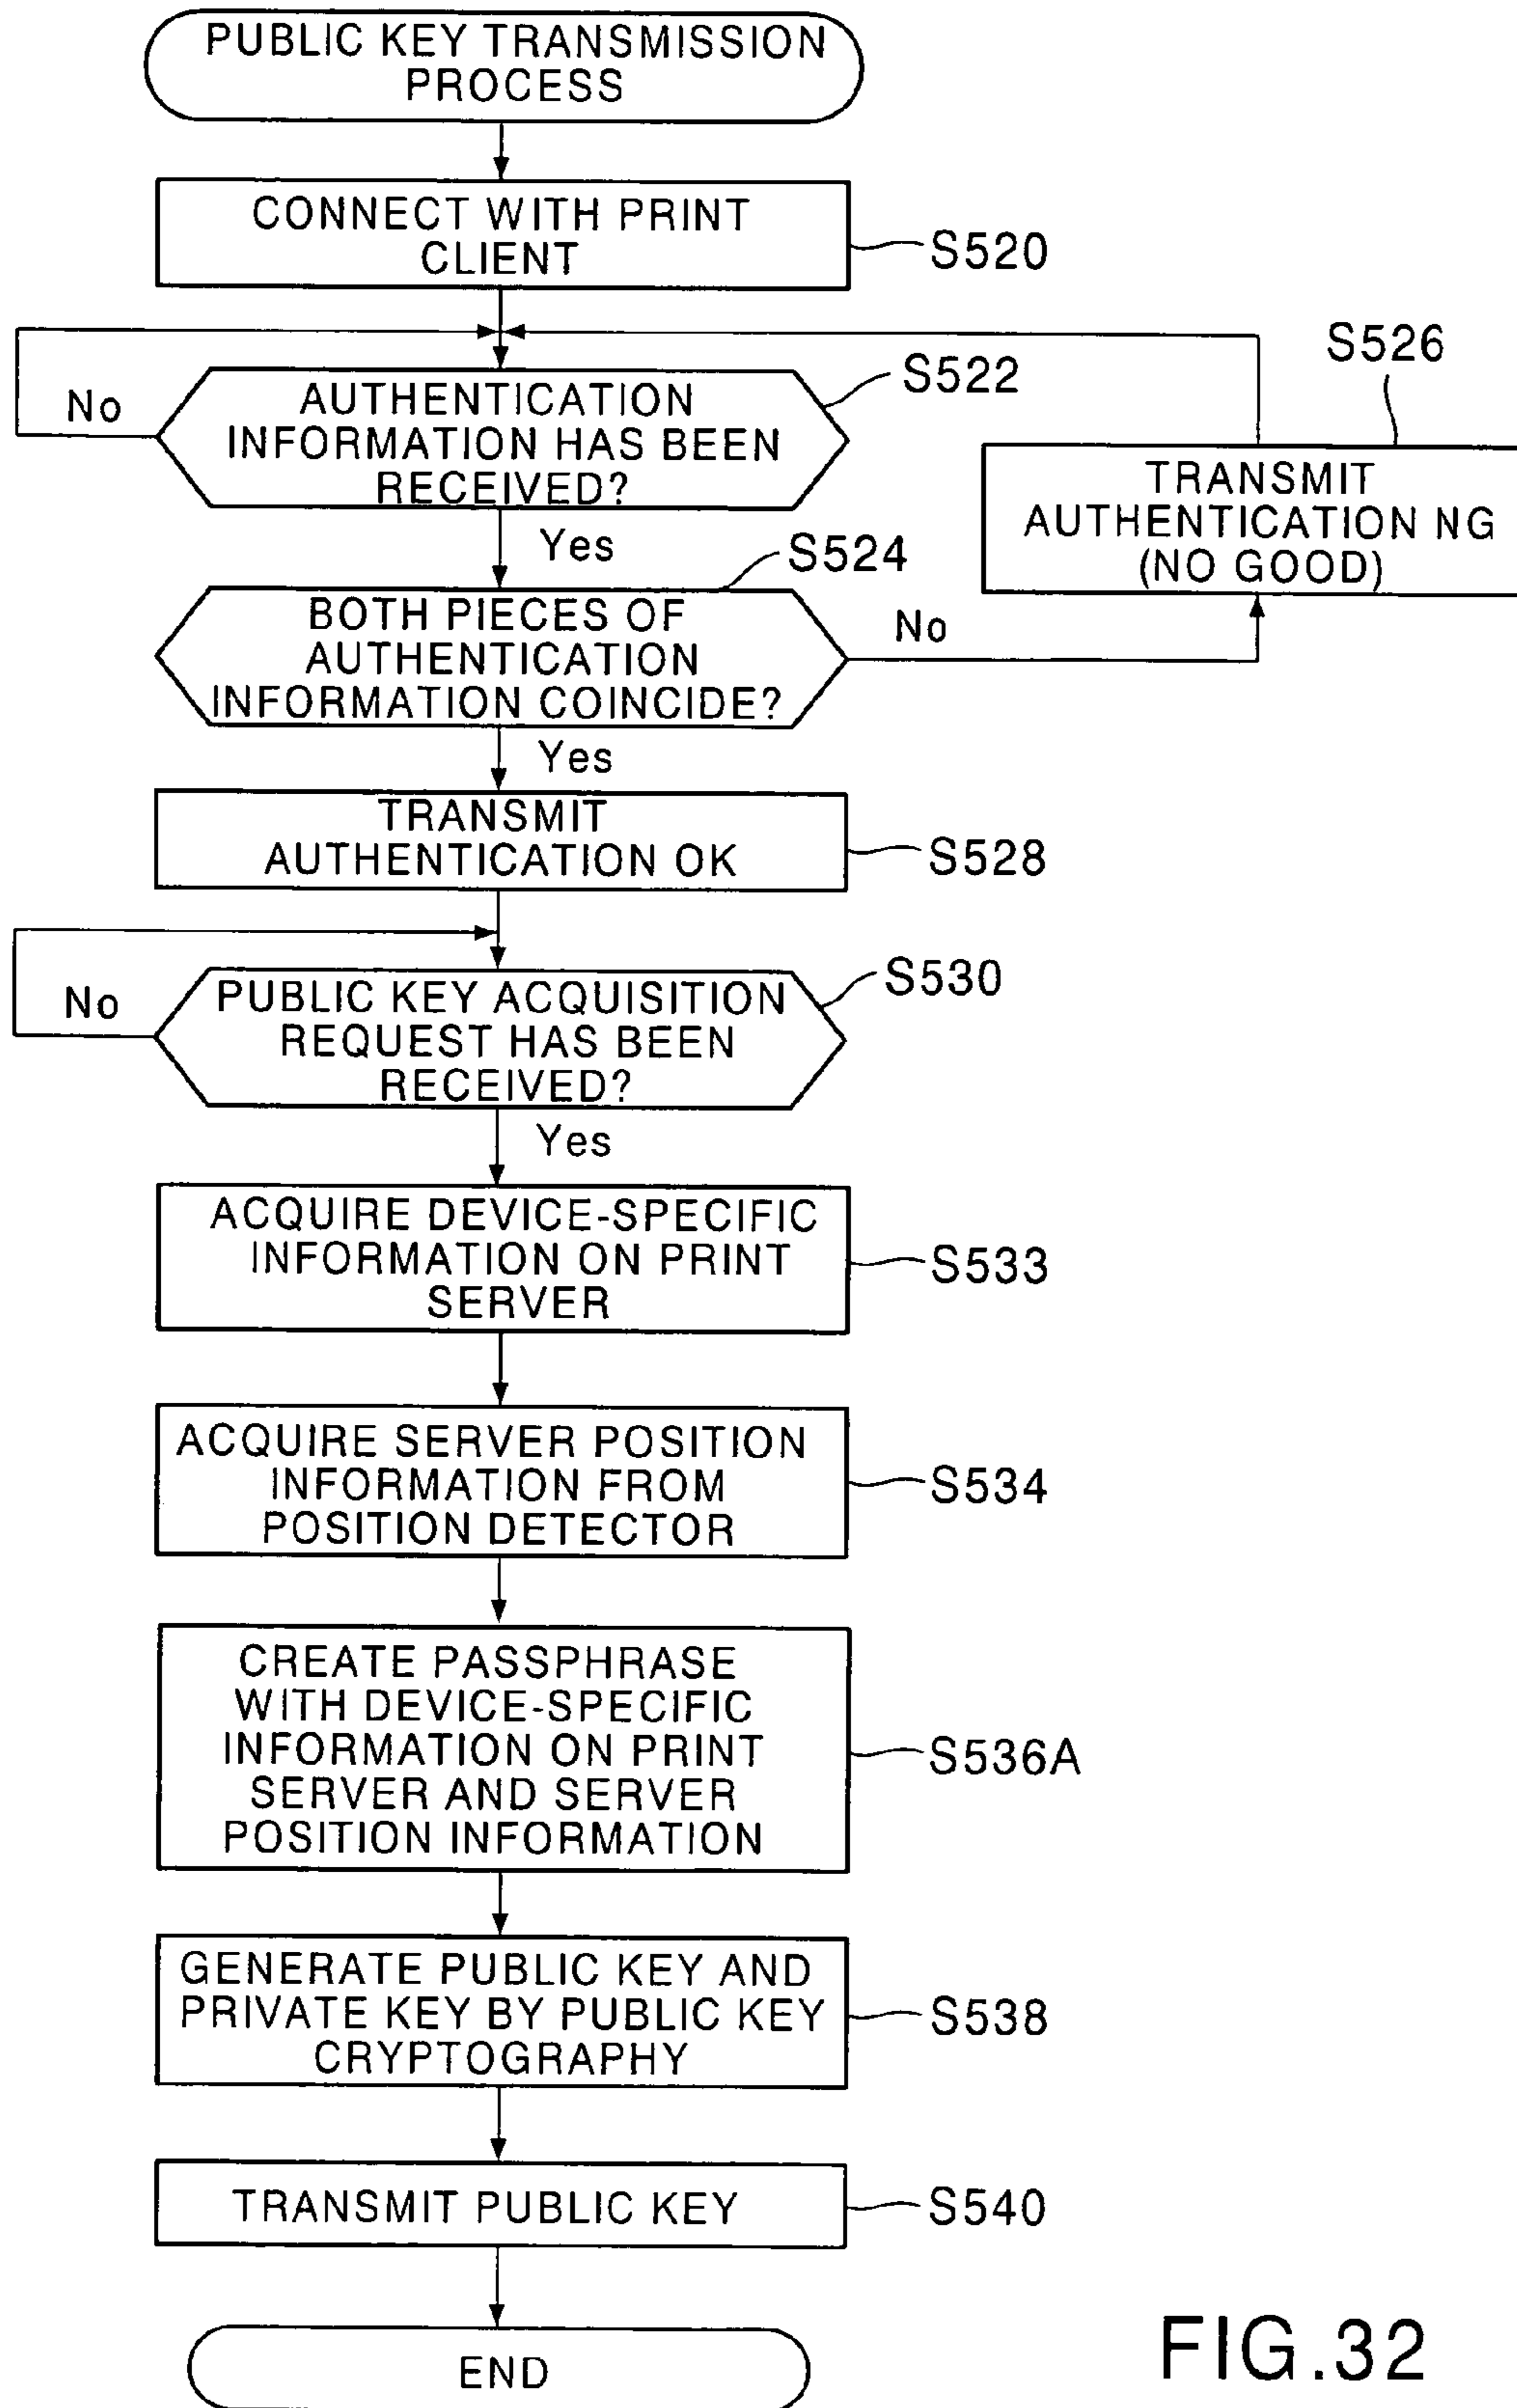 PUBLIC KEY TRANSMISSION
PROCESS
CONNECT WITH PRINT
CLIENT
S520
No
AUTHENTICATION
INFORMATION HAS BEEN
RECEIVED?
S522
S526
TRANSMIT
AUTHENTICATION NG
(NO GOOD)
Yes
S524
BOTH PIECES OF
AUTHENTICATION
INFORMATION COINCIDE?
No
Yes
TRANSMIT
AUTHENTICATION OK
S528
No
PUBLIC KEY ACQUISITION
REQUEST HAS BEEN
RECEIVED?
S530
Yes
ACQUIRE DEVICE-SPECIFIC
INFORMATION ON PRINT
SERVER
S533
ACQUIRE SERVER POSITION
INFORMATION FROM
POSITION DETECTOR
S534
CREATE PASSPHRASE
WITH DEVICE-SPECIFIC
INFORMATION ON PRINT
SERVER AND SERVER
POSITION INFORMATION
S536A
GENERATE PUBLIC KEY AND
PRIVATE KEY BY PUBLIC KEY
CRYPTOGRAPHY
S538
TRANSMIT PUBLIC KEY
S540
END
FIG.32